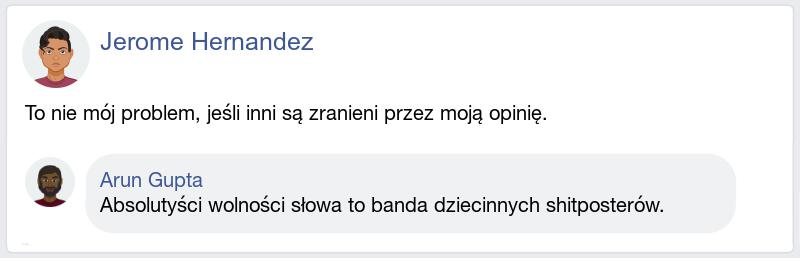 Jerome Hernandez
To nie mój problem, jeśli inni są zranieni przez moją opinię.
Arun Gupta
Absolutyści wolności słowa to banda dziecinnych shitposterów.